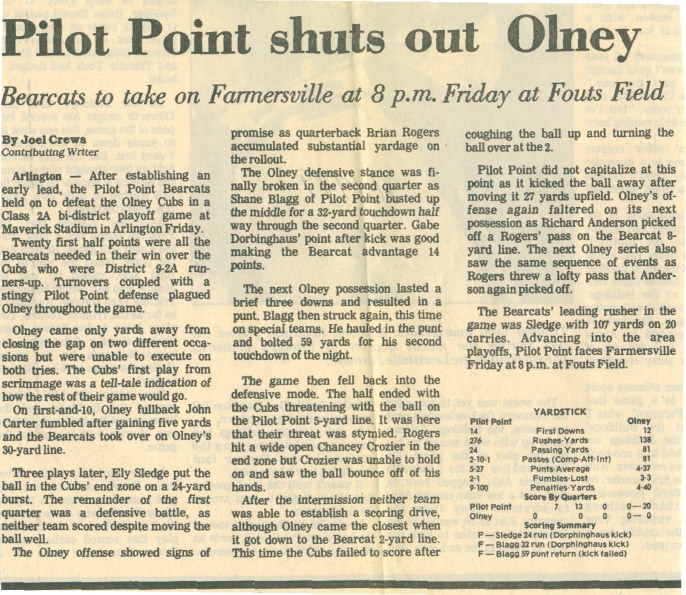 Pilot Point shuts out Olney
Bearcats to take on Farmersville at 8 p.m. Friday at Fouts Field
By Joel Crews
Contributing Writer
Arlington — After establishing an
early lead, the Pilot Point Bearcats
held on to defeat the Olney Cubs in a
Class 2A bi-district playoff game at
Maverick Stadium in Arlington Friday.
Twenty first half points were all the
Bearcats needed in their win over the
Cubs who were District 9-2A run-
ners-up. Turnovers coupled with a
stingy Pilot Point defense plagued
Olney throughout the game.
Olney came only yards away from
closing the gap on two different occa-
sions but were unable to execute on
both tries. The Cubs' first play from
scrimmage was a tell-tale indication of
how the rest of their game would go.
On first-and-10, Olney fullback John
Carter fumbled after gaining five yards
and the Bearcats took over on Olney's
30-yard line.
Three plays later, Ely Sledge put the
ball in the Cubs' end zone on a 24-yard
burst. The remainder of the first
quarter was a defensive battle, as
neither team scored despite moving the
ball well.
The Olney offense showed signs of
promise as quarterback Brian Rogers
accumulated substantial yardage on
the rollout.
The Olney defensive stance was fi-
nally broken in the second quarter as
Shane Blagg of Pilot Point busted up
the middle for a 32-yard touchdown half
way through the second quarter. Gabe
Dorbinghaus' point after kick was good
making the Bearcat advantage 14
points.
The next Olney possession lasted a
brief three downs and resulted in a
punt. Blagg then struck again, this time
on special teams. He hauled in the punt
and bolted 59 yards for his second
touchdown of the night.
The game then fell back into the
defensive mode. The half ended with
the Cubs threatening with the ball on
the Pilot Point 5-yard line. It was here
that their threat was stymied. Rogers
hit a wide open Chancey Crozier in the
end zone but Crozier was unable to hold
on and saw the ball bounce off of his
hands.
After the intermission neither team
was able to establish a scoring drive,
although Olney came the closest when
it got down to the Bearcat 2-yard line.
This time the Cubs failed to score after
coughing the ball up and turning the
ball over at the 2.
Pilot Point did not capitalize at this
point as it kicked the ball away after
moving it 27 yards upfield. Olney's of-
fense again faltered on its next
possession as Richard Anderson picked
off a Rogers' pass on the Bearcat 8-
yard line. The next Olney series also
saw the same sequence of events as
Rogers threw a lofty pass that Ander-
son again picked off.
The Bearcats' leading rusher in the
game was Sledge with 107 yards on 20
carries. Advancing into the area
playoffs, Pilot Point faces Farmersville
Friday at 8 p.m. at Fouts Field.
YARDSTICK
Pilot Point Olney
14 First Downs 12
276 Rushes-Yards 138
24 Passing Yards 81
2-10-1 Passes (Comp-Att-Int) 81
5-27 Punts-Average 4-37
2-1 Fumbles-Lost 3-3
9-100 Penalties-Yards 4-40
Score By Quarters
Pilot Point 7 13 0 0—20
Olney 0 0 0 0— 0
Scoring Summary
P — Sledge 24 run (Dorphinghaus kick)
F — Blagg 32 run (Dorphinghaus kick)
F — Blagg 59 punt return (kick failed)